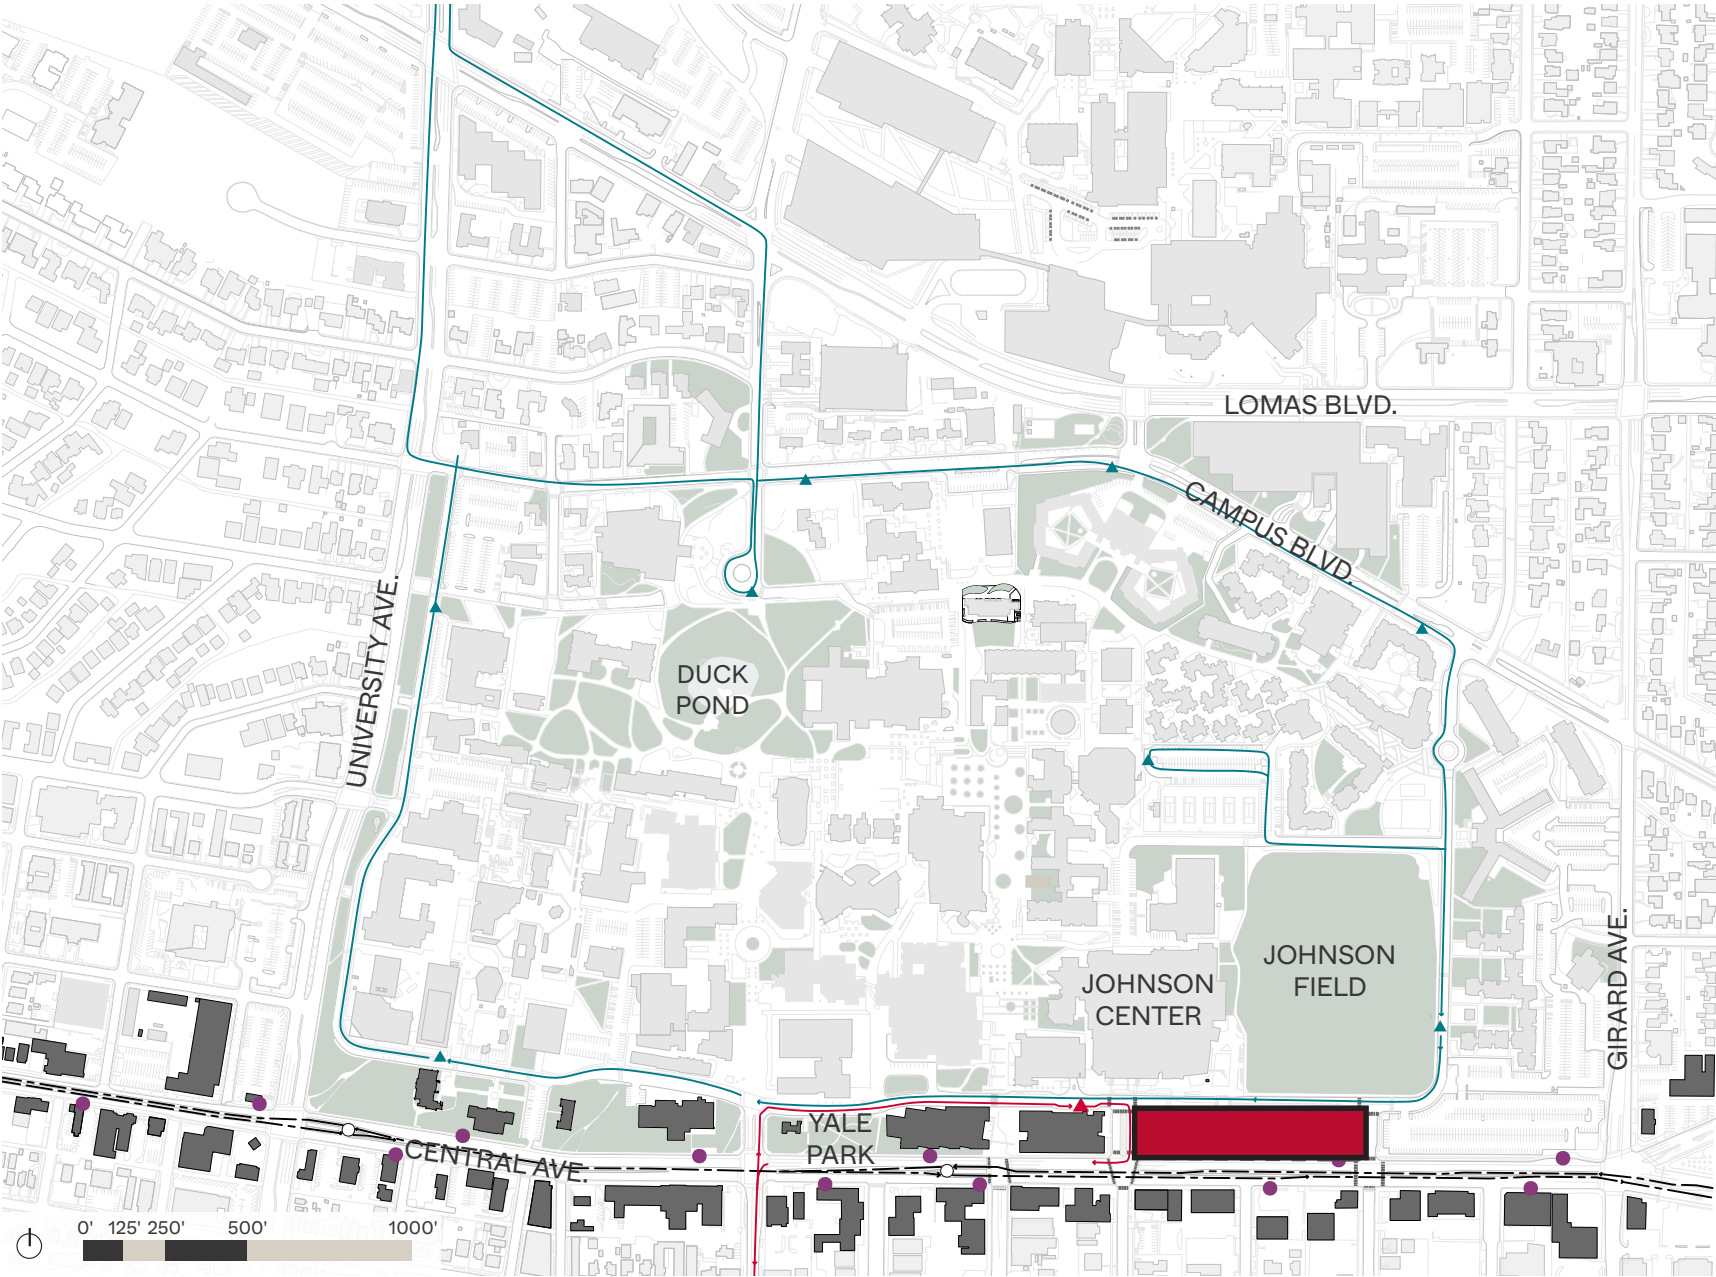 LOMAS BLVD.
CAMPUS BLVD.
UNIVERSITY AVE.
DUCK
POND
JOHNSON
FIELD
JOHNSON
CENTER
GIRARD AVE.
YALE
PARK
CENTRAL AVE.
0' 125' 250' 500' 1000'